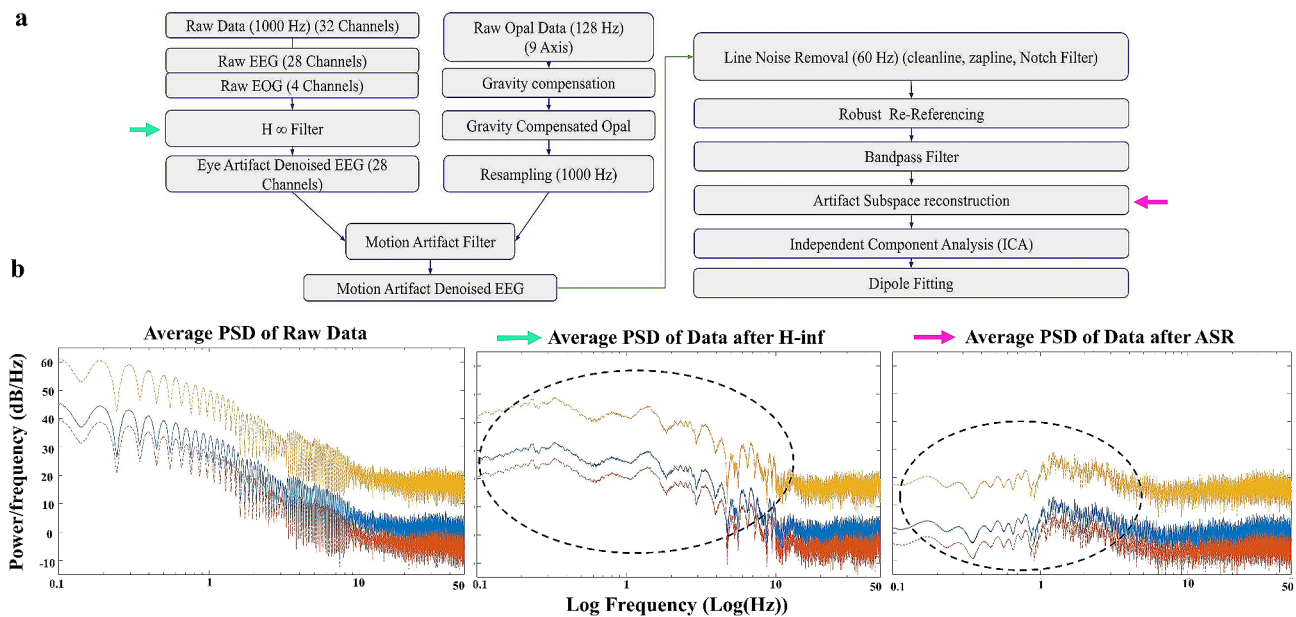 a
Raw Data (1000 Hz) (32 Channels)
Raw EEG (28 Channels)
Raw EOG (4 Channels)
H ∞ Filter
Eye Artifact Denoised EEG (28
Channels)
Raw Opal Data (128 Hz)
(9 Axis)
Gravity compensation
Gravity Compensated Opal
Resampling (1000 Hz)
Motion Artifact Filter
Motion Artifact Denoised EEG
Line Noise Removal (60 Hz) (cleanline, zapline, Notch Filter)
Robust Re-Referencing
Bandpass Filter
Artifact Subspace reconstruction
Independent Component Analysis (ICA)
Dipole Fitting
b
Average PSD of Raw Data
Average PSD of Data after H-inf
Average PSD of Data after ASR
Power/frequency (dB/Hz)
60
50
40
30
20
10
0
-10
0.1 1 10 50
0.1 1 10 50
0.1 1 10 50
Log Frequency (Log(Hz))